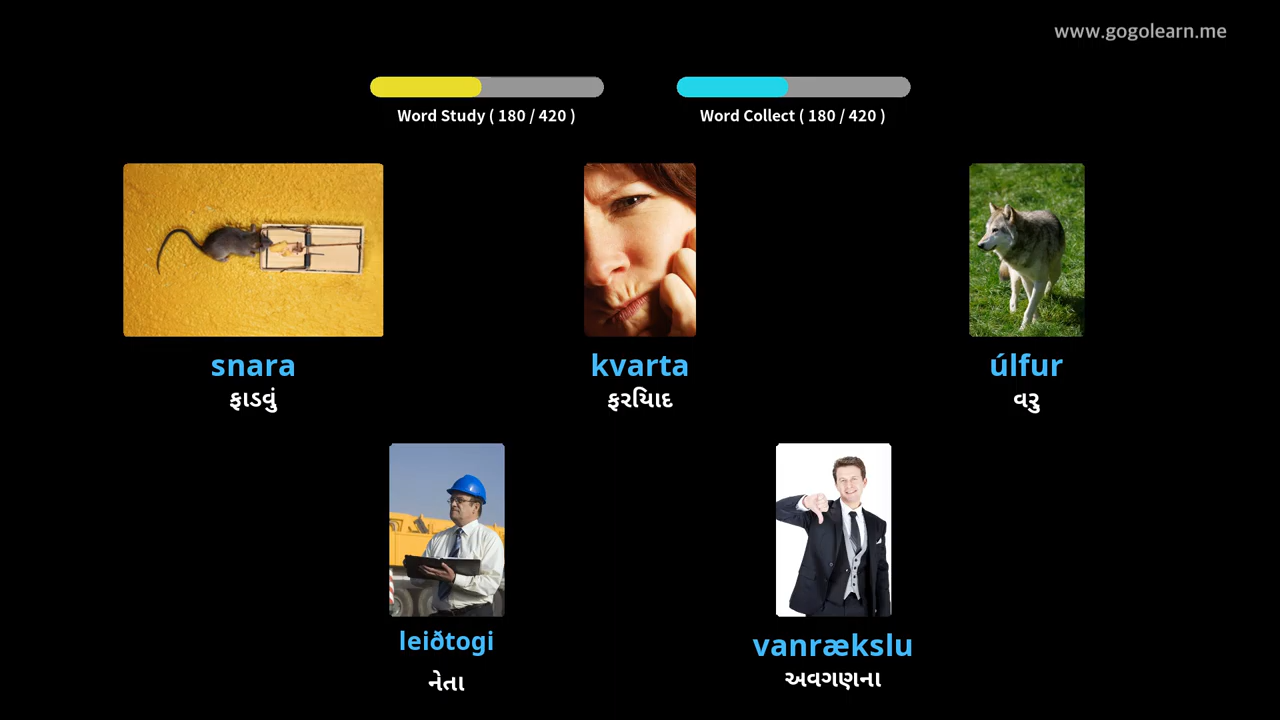 www.gogolearn.me
Word Study ( 180 / 420 )
Word Collect ( 180 / 420 )
snara
ફાડવું
kvarta
ફરયિાદ
úlfur
વરુ
leiðtogi
નેતા
vanrækslu
અવગણના